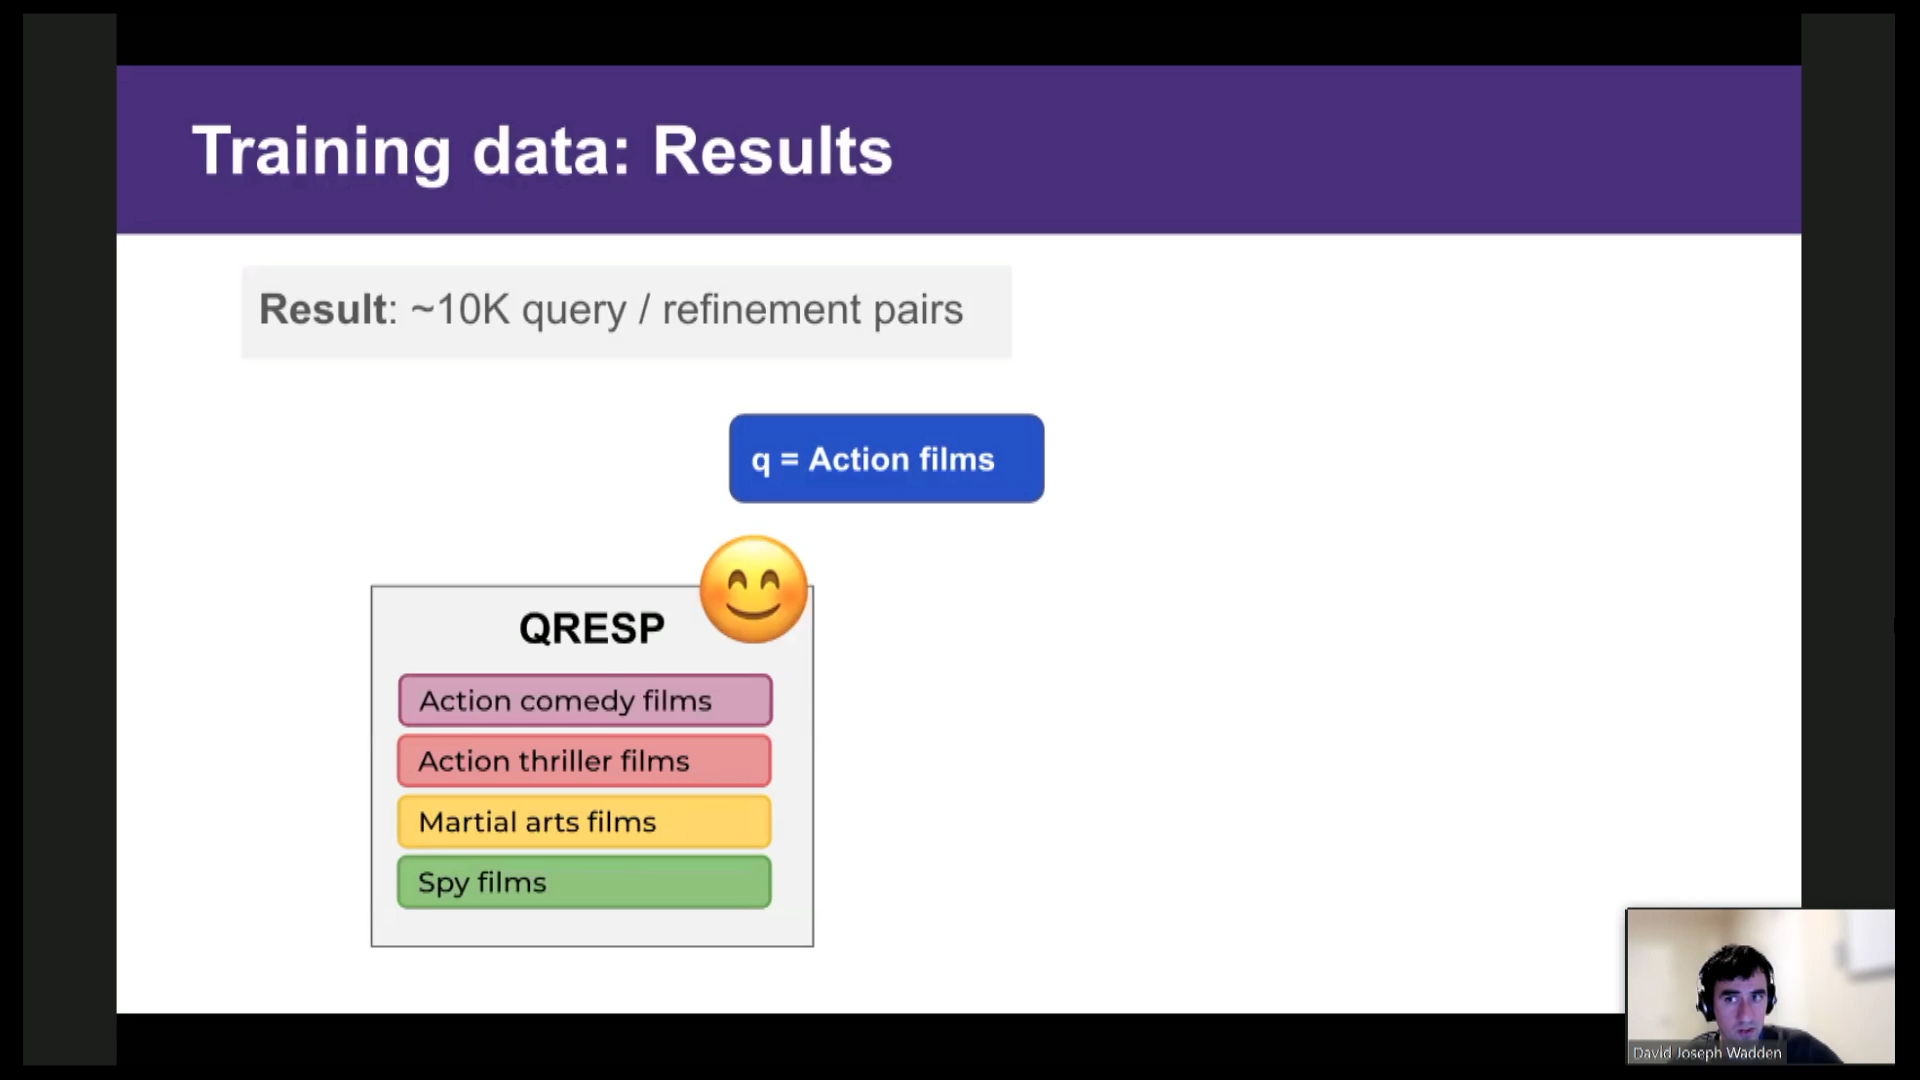 Training data: Results
Result: ~10K query / refinement pairs
q = Action films
QRESP
Action comedy films
Action thriller films
Martial arts films
Spy films
David Joseph Wadden